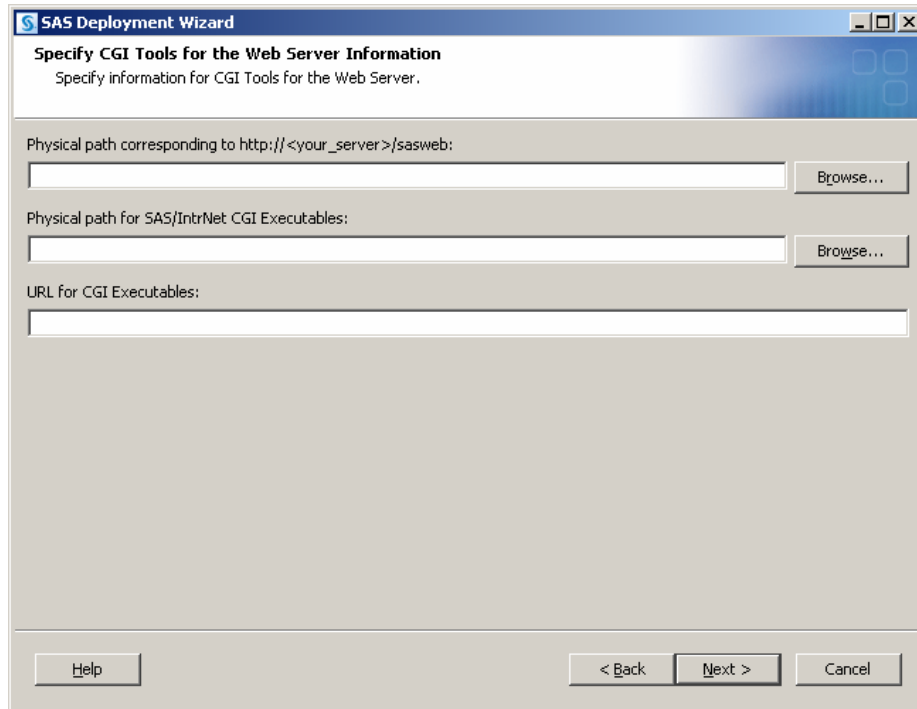 SAS Deployment Wizard
Specify CGI Tools for the Web Server Information
Specify information for CGI Tools for the Web Server.
Physical path corresponding to http://<your_server>/sasweb:
Browse...
Physical path for SAS/IntrNet CGI Executables:
Browse...
URL for CGI Executables:
Help
< Back
Next >
Cancel